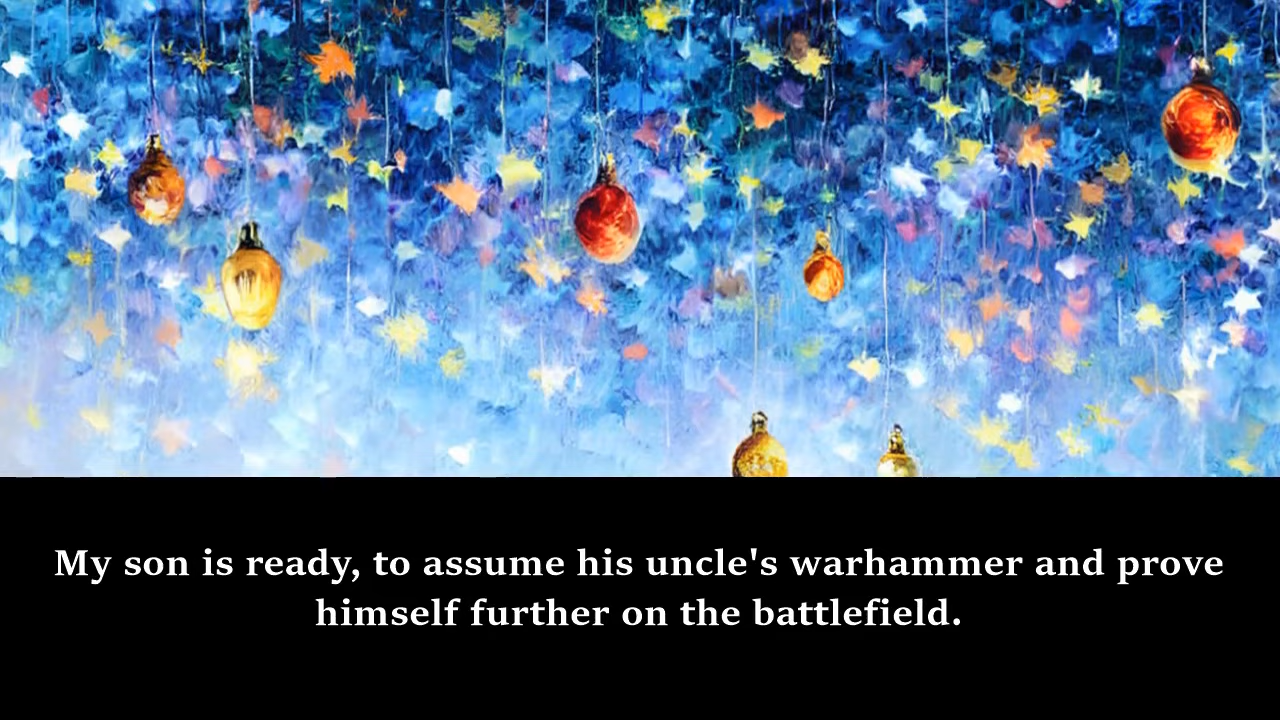 My son is ready, to assume his uncle's warhammer and prove
himself further on the battlefield.